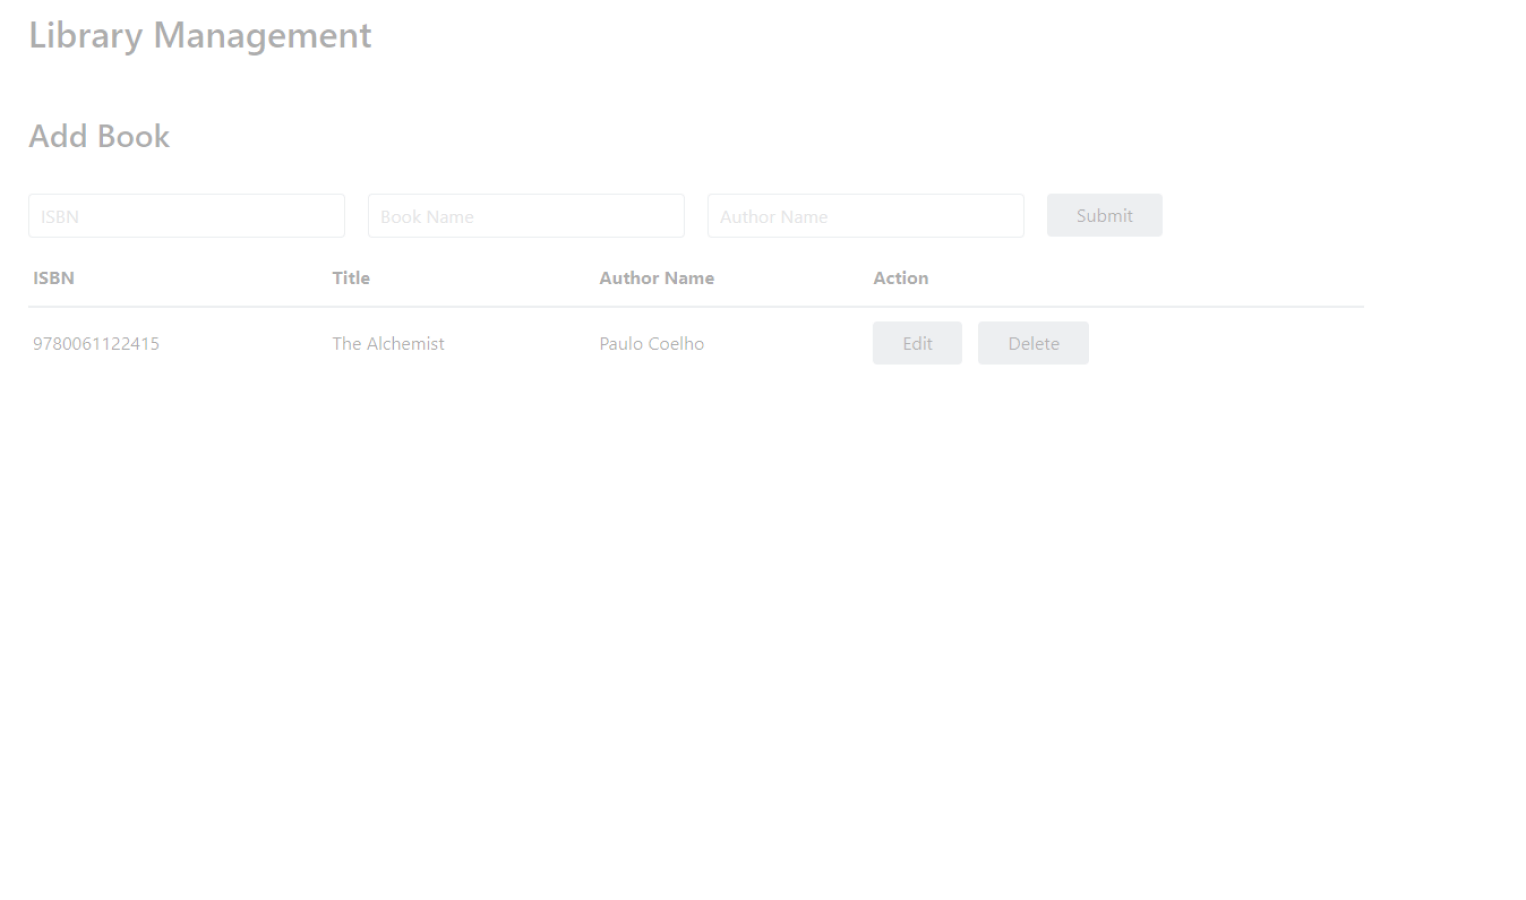 Library Management
Add Book
ISBN Book Name Author Name Submit
ISBN Title Author Name Action
9780061122415 The Alchemist Paulo Coelho Edit Delete